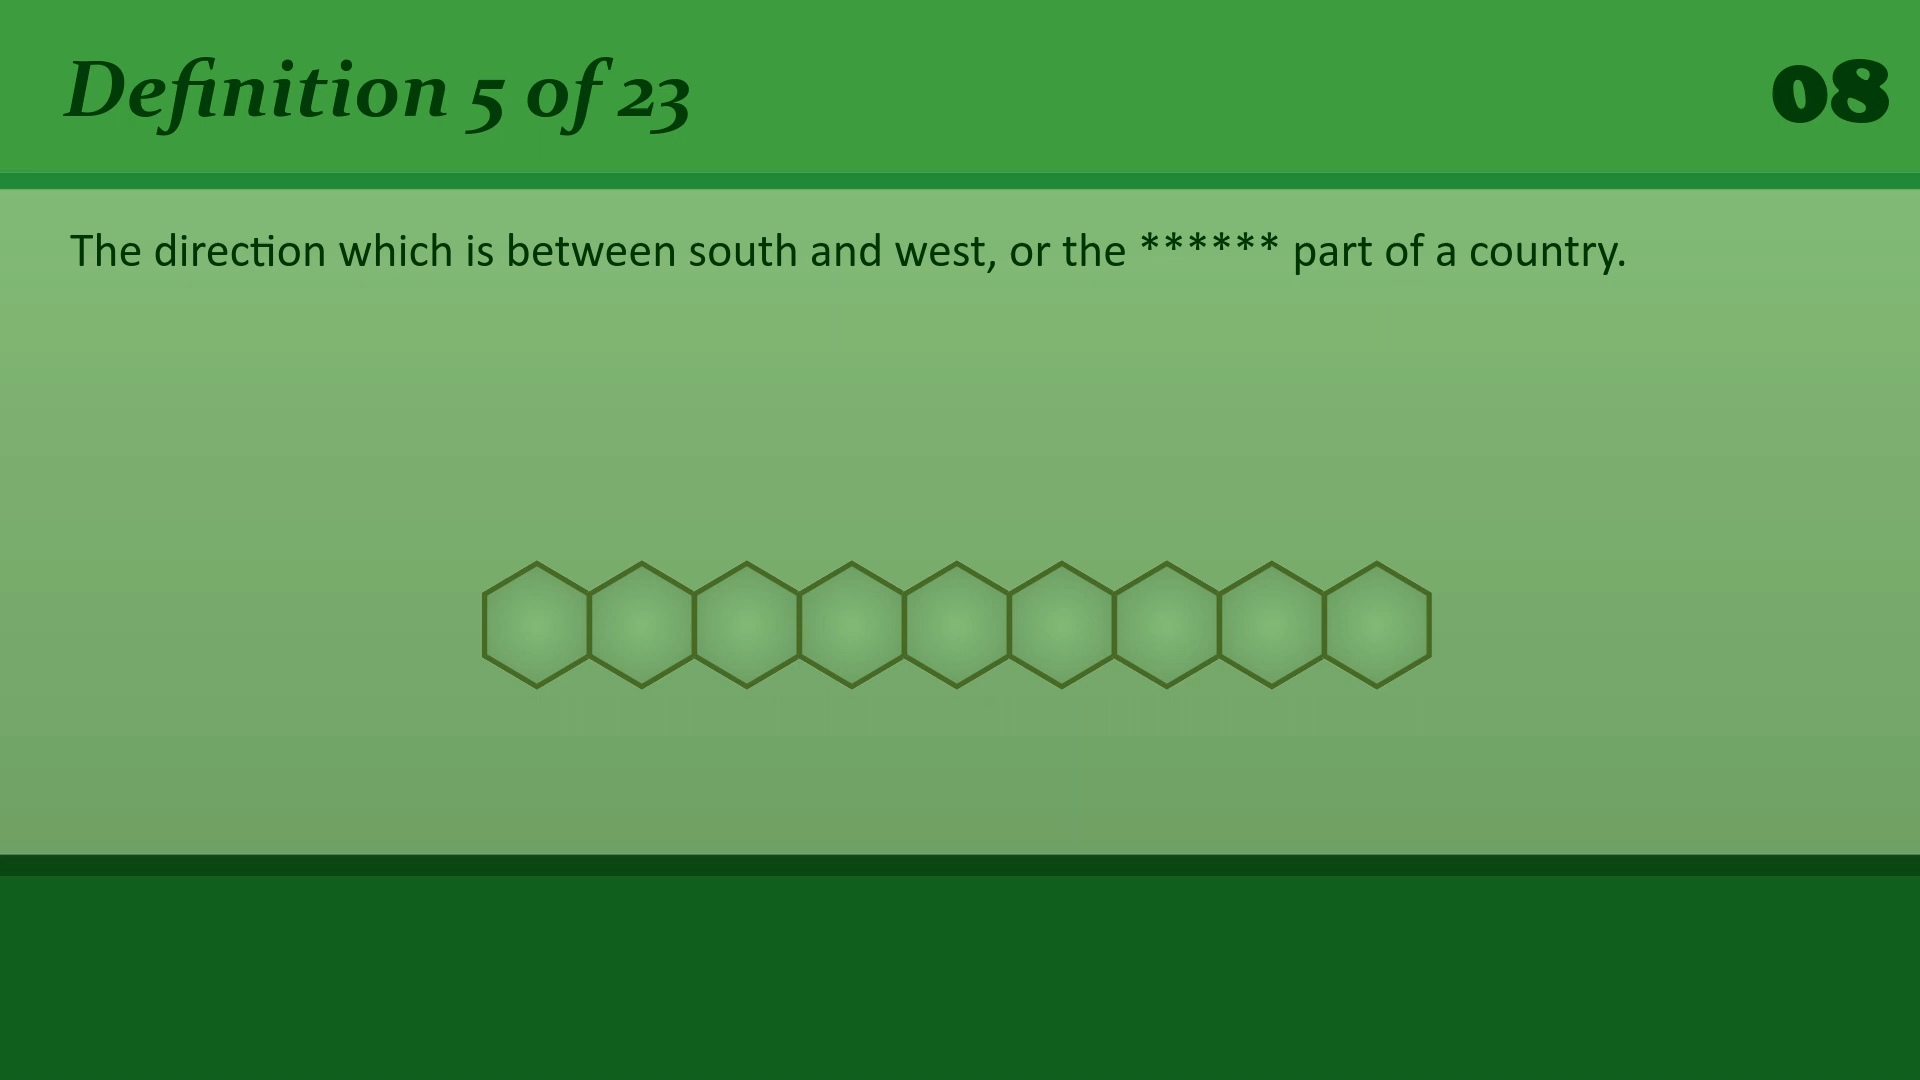 Definition 5 of 23
08
The direction which is between south and west, or the ****** part of a country.